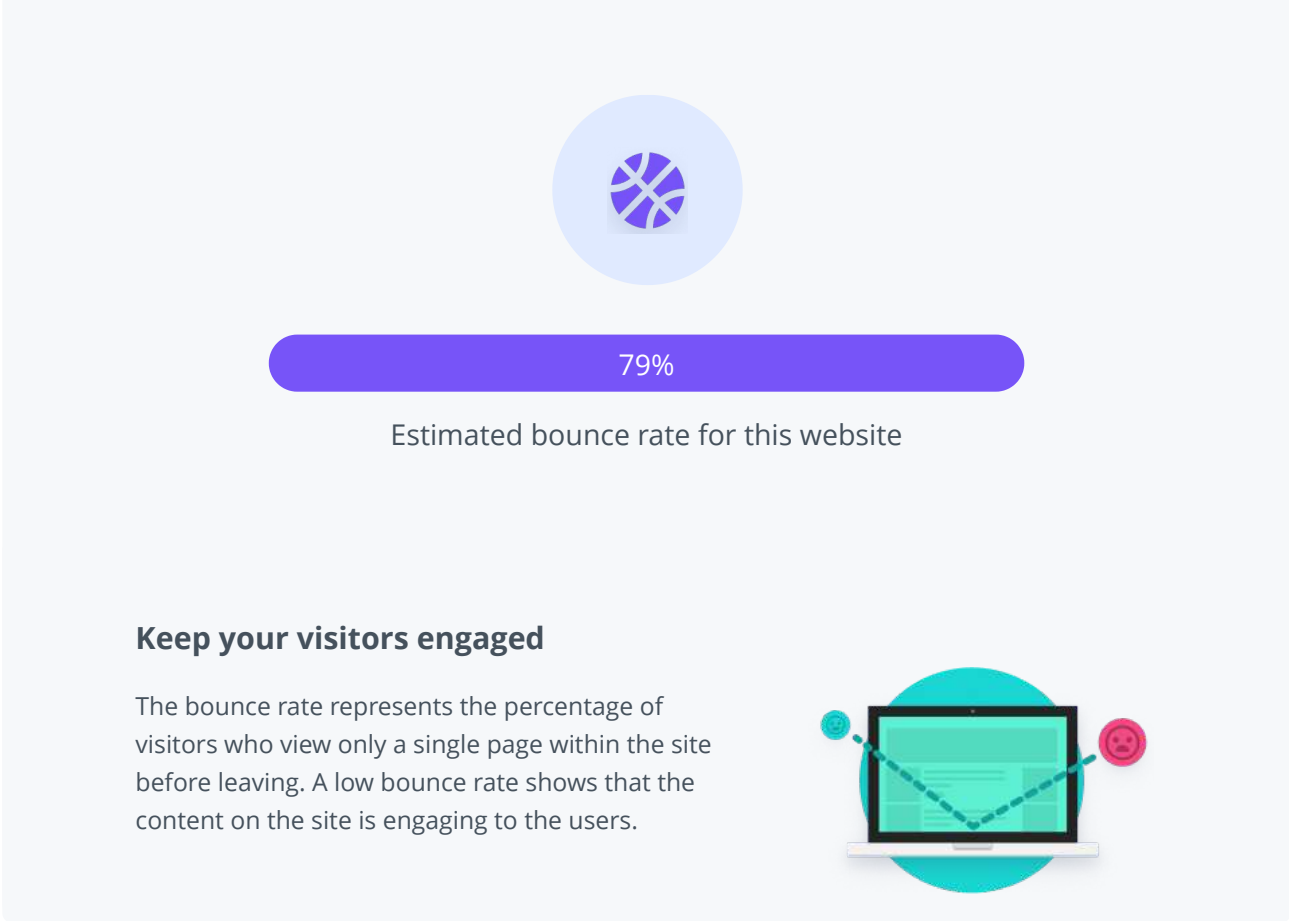 79%
Estimated bounce rate for this website
Keep your visitors engaged
The bounce rate represents the percentage of
visitors who view only a single page within the site
before leaving. A low bounce rate shows that the
content on the site is engaging to the users.